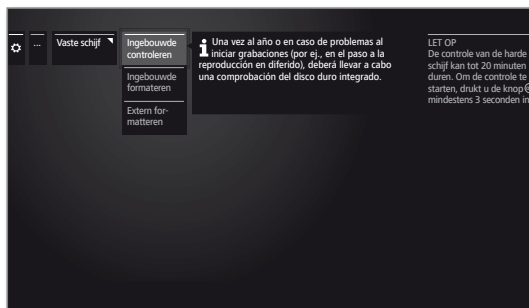 ...
Vaste schijf
Ingebouwde
controleren
Ingebouwde
formateren
Extern for-
matteren
Una vez al año o en caso de problemas al
iniciar grabaciones (por ej., en el paso a la
reproducción en diferido), deberá llevar a cabo
una comprobación del disco duro integrado.
LET OP
De controle van de harde
schijf kan tot 20 minuten
duren. Om de controle te
starten, drukt u de knop
mindestens 3 seconden in